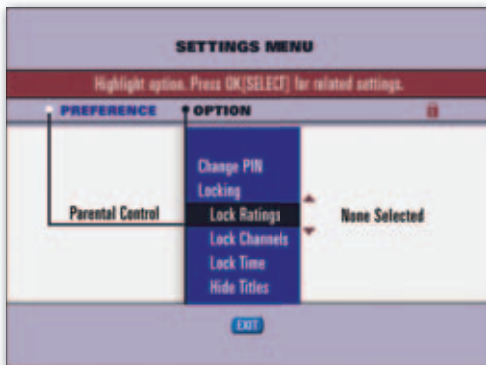 SETTINGS MENU
Highlight option. Press OK[SELECT] for related settings.
PREFERENCE OPTION
Change PIN
Locking
Parental Control Lock Ratings None Selected
Lock Channels
Lock Time
Hide Titles
EXIT